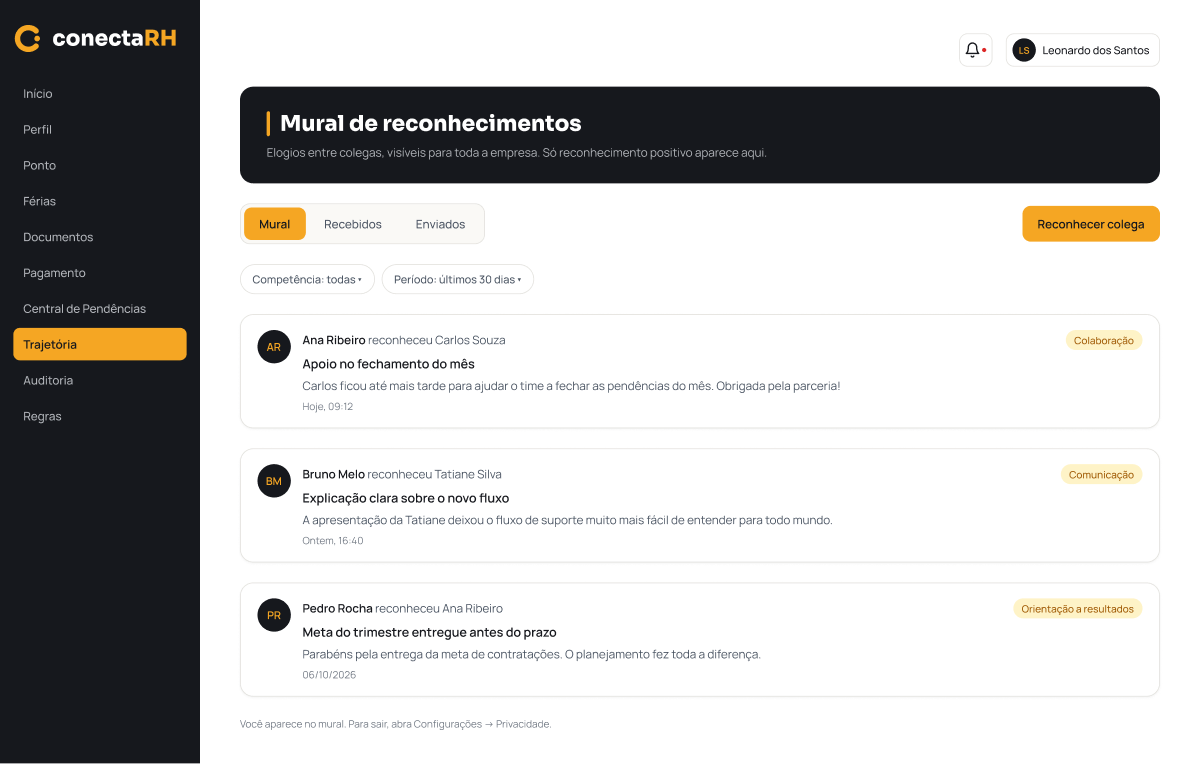 conectaRH
Início
Perfil
Ponto
Férias
Documentos
Pagamento
Central de Pendências
Trajetória
Auditoria
Regras
LS Leonardo dos Santos
Mural de reconhecimentos
Elogios entre colegas, visíveis para toda a empresa. Só reconhecimento positivo aparece aqui.
Mural Recebidos Enviados
Reconhecer colega
Competência: todas ▾ Período: últimos 30 dias ▾
AR Ana Ribeiro reconheceu Carlos Souza Colaboração
Apoio no fechamento do mês
Carlos ficou até mais tarde para ajudar o time a fechar as pendências do mês. Obrigada pela parceria!
Hoje, 09:12
BM Bruno Melo reconheceu Tatiane Silva Comunicação
Explicação clara sobre o novo fluxo
A apresentação da Tatiane deixou o fluxo de suporte muito mais fácil de entender para todo mundo.
Ontem, 16:40
PR Pedro Rocha reconheceu Ana Ribeiro Orientação a resultados
Meta do trimestre entregue antes do prazo
Parabéns pela entrega da meta de contratações. O planejamento fez toda a diferença.
06/10/2026
Você aparece no mural. Para sair, abra Configurações → Privacidade.